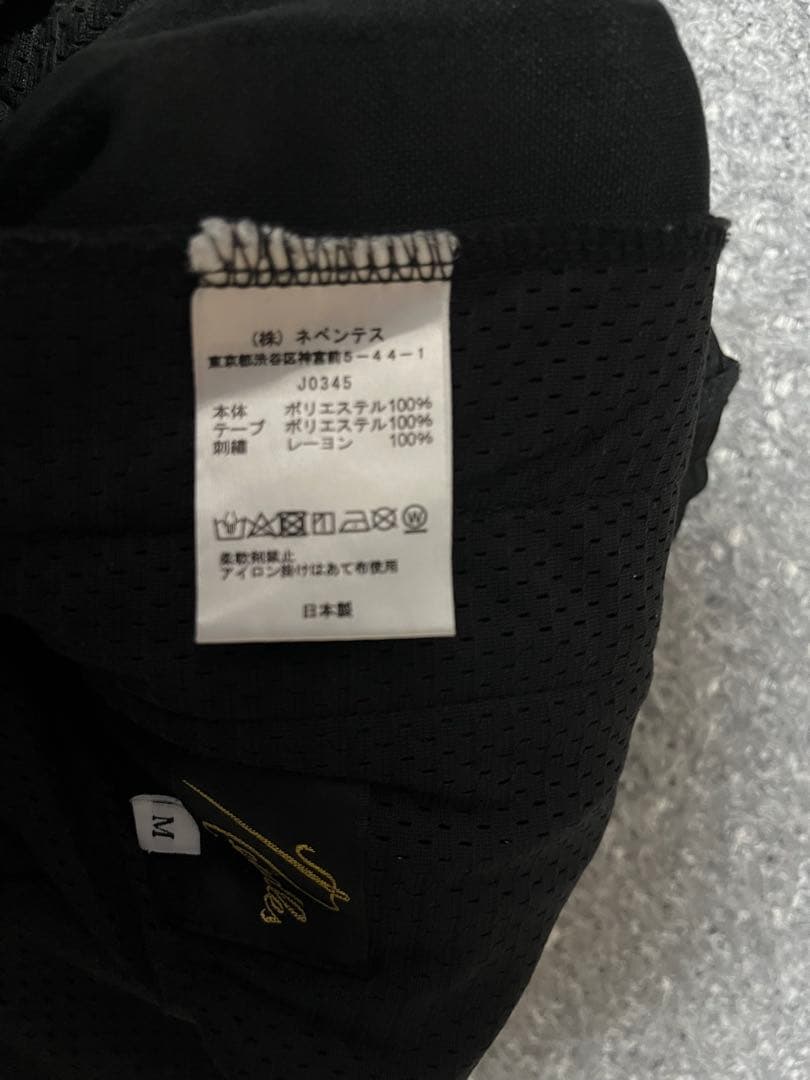 (株) ネペンテス
東京都渋谷区神宮前5-44-1
J0345
本体 ポリエステル100%
テープ ポリエステル100%
刺繍 レーヨン 100%
W
柔軟剤禁止
アイロン掛けはあて布使用
日本製
M
Needles